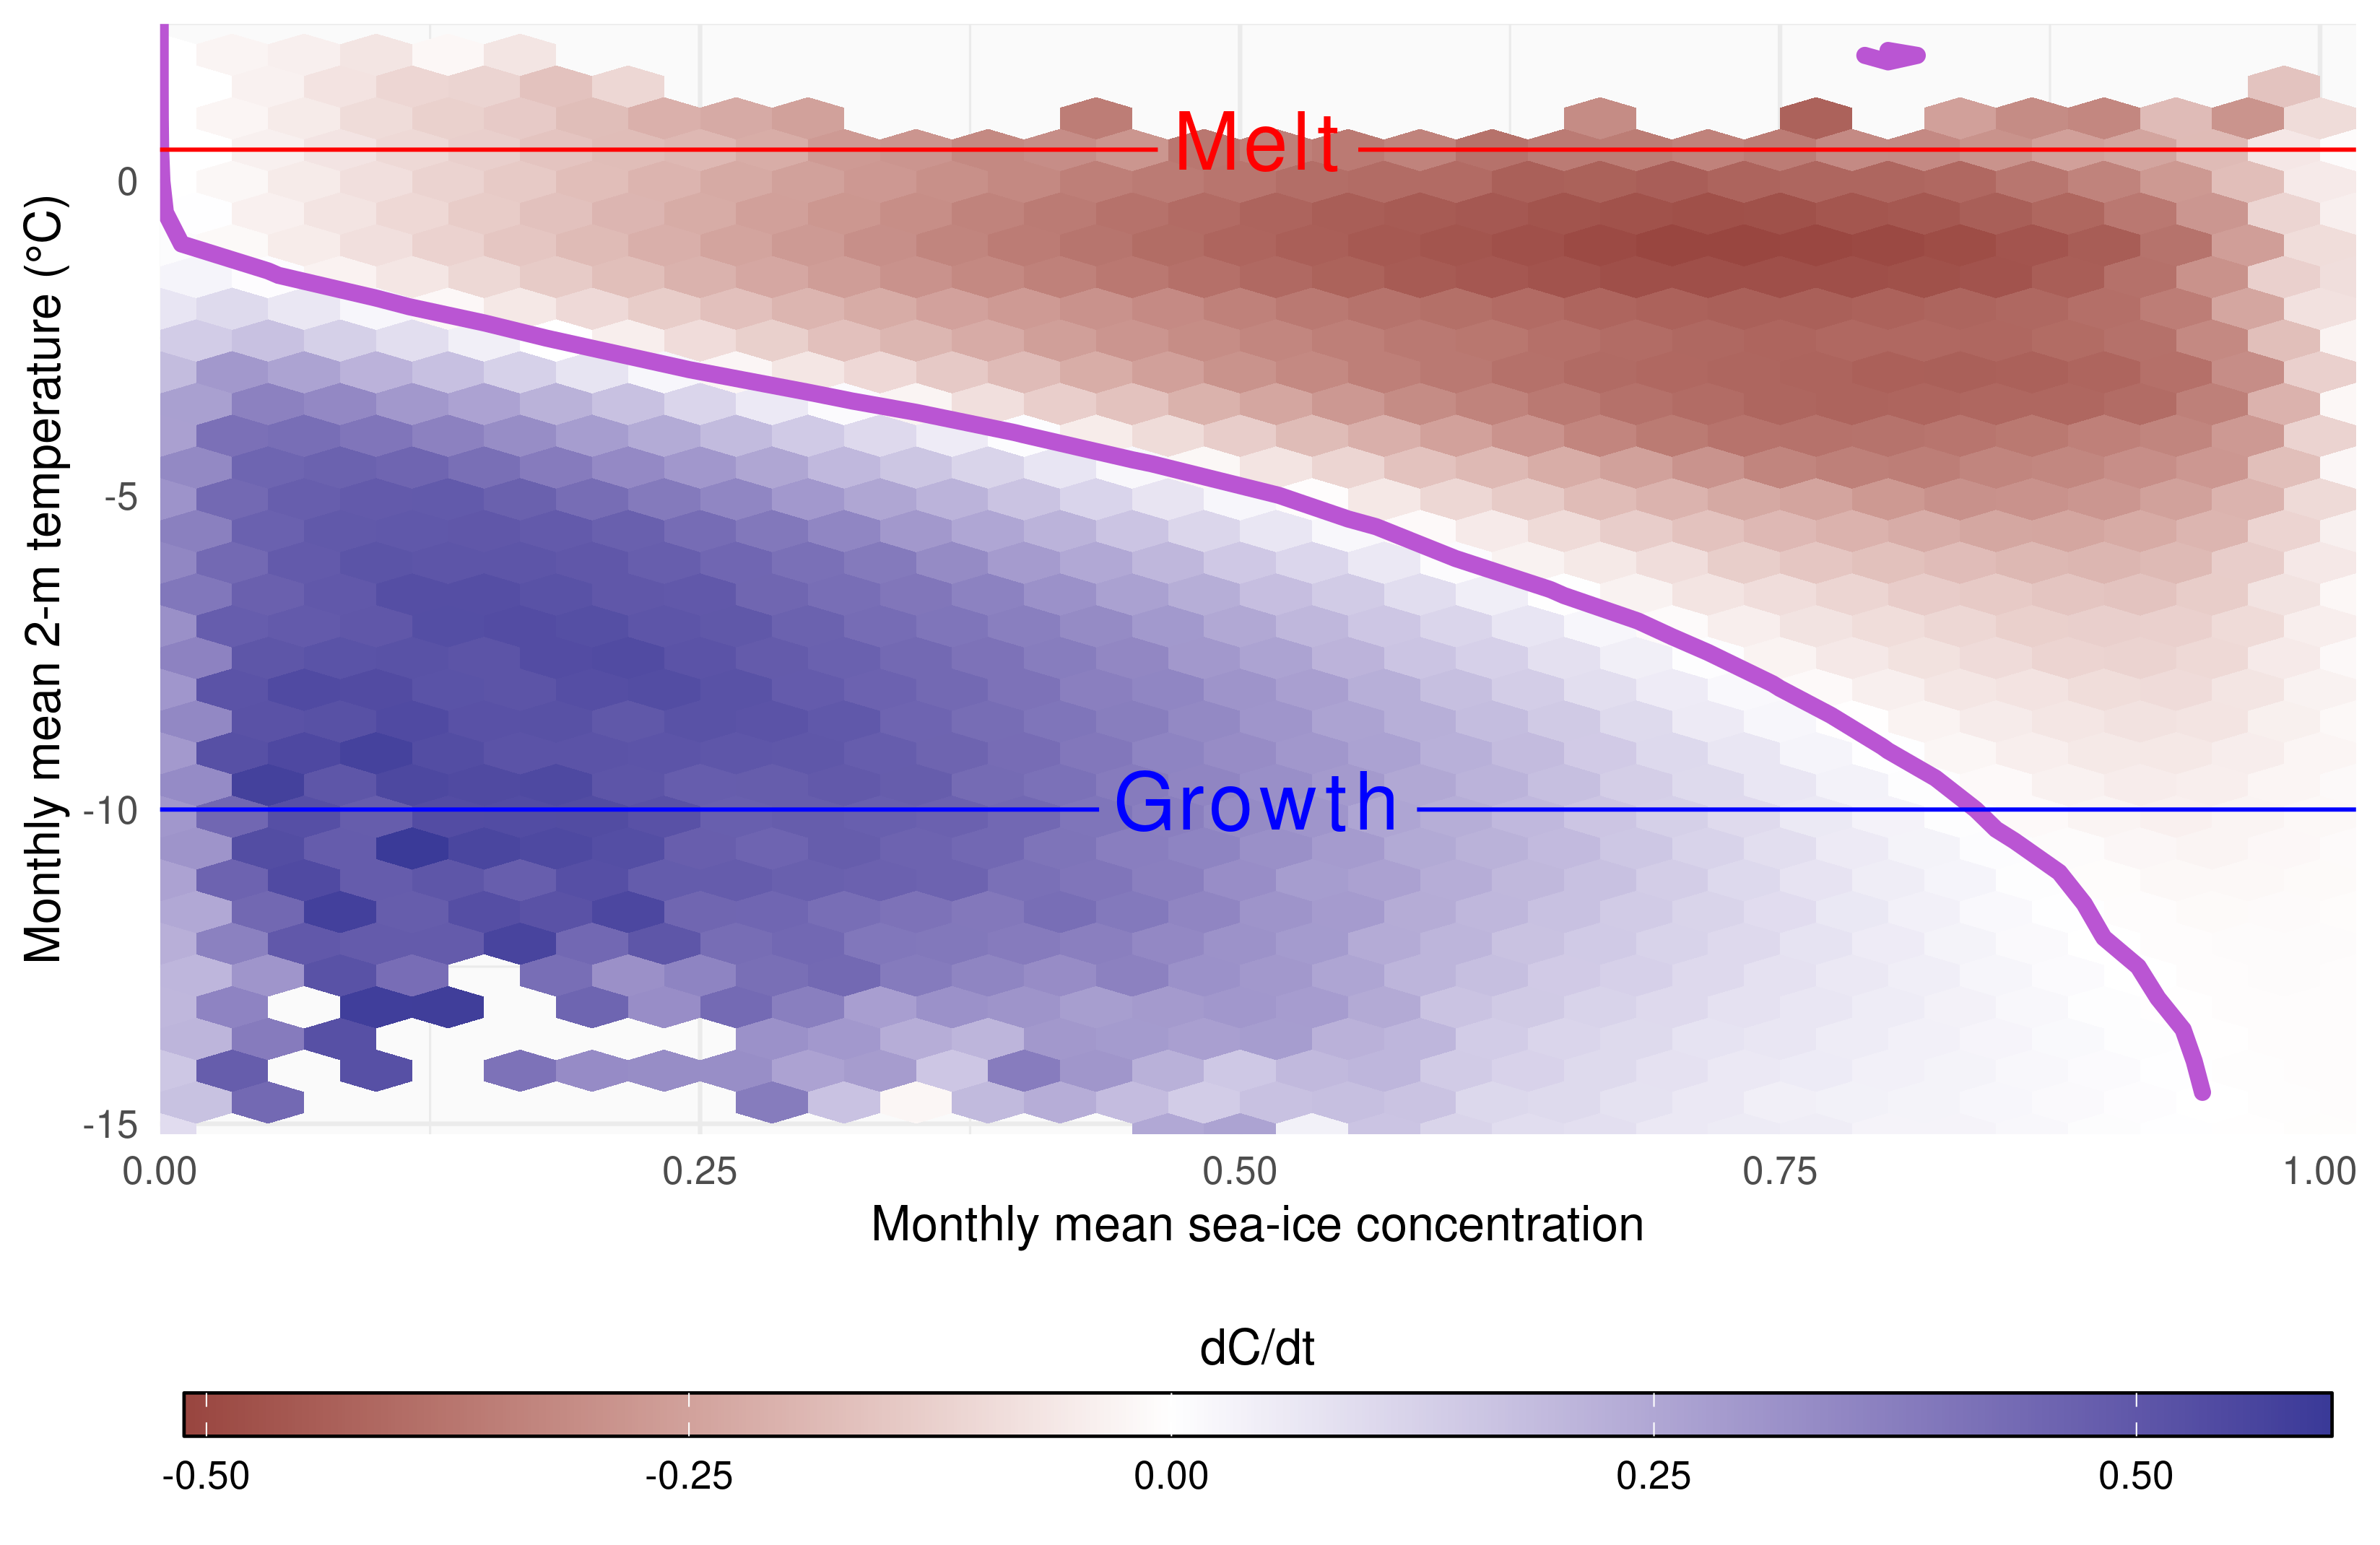 Monthly mean 2-m temperature (°C)
0
-5
-10
-15
Melt
Growth
0.00 0.25 0.50 0.75 1.00
Monthly mean sea-ice concentration
dC/dt
-0.50 -0.25 0.00 0.25 0.50